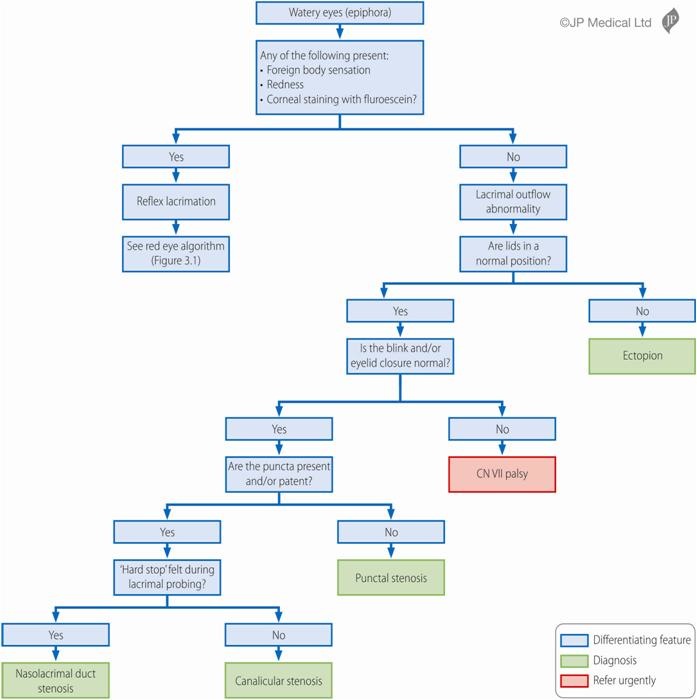 Watery eyes (epiphora)
©JP Medical Ltd
JP
Any of the following present:
• Foreign body sensation
• Redness
• Corneal staining with fluroescein?
Yes
No
Reflex lacrimation
Lacrimal outflow
abnormality
See red eye algorithm
(Figure 3.1)
Are lids in a
normal position?
Yes
No
Is the blink and/or
eyelid closure normal?
Ectopion
Yes
No
Are the puncta present
and/or patent?
CN VII palsy
Yes
No
'Hard stop' felt during
lacrimal probing?
Punctal stenosis
Yes
No
Nasolacrimal duct
stenosis
Canalicular stenosis
Differentiating feature
Diagnosis
Refer urgently